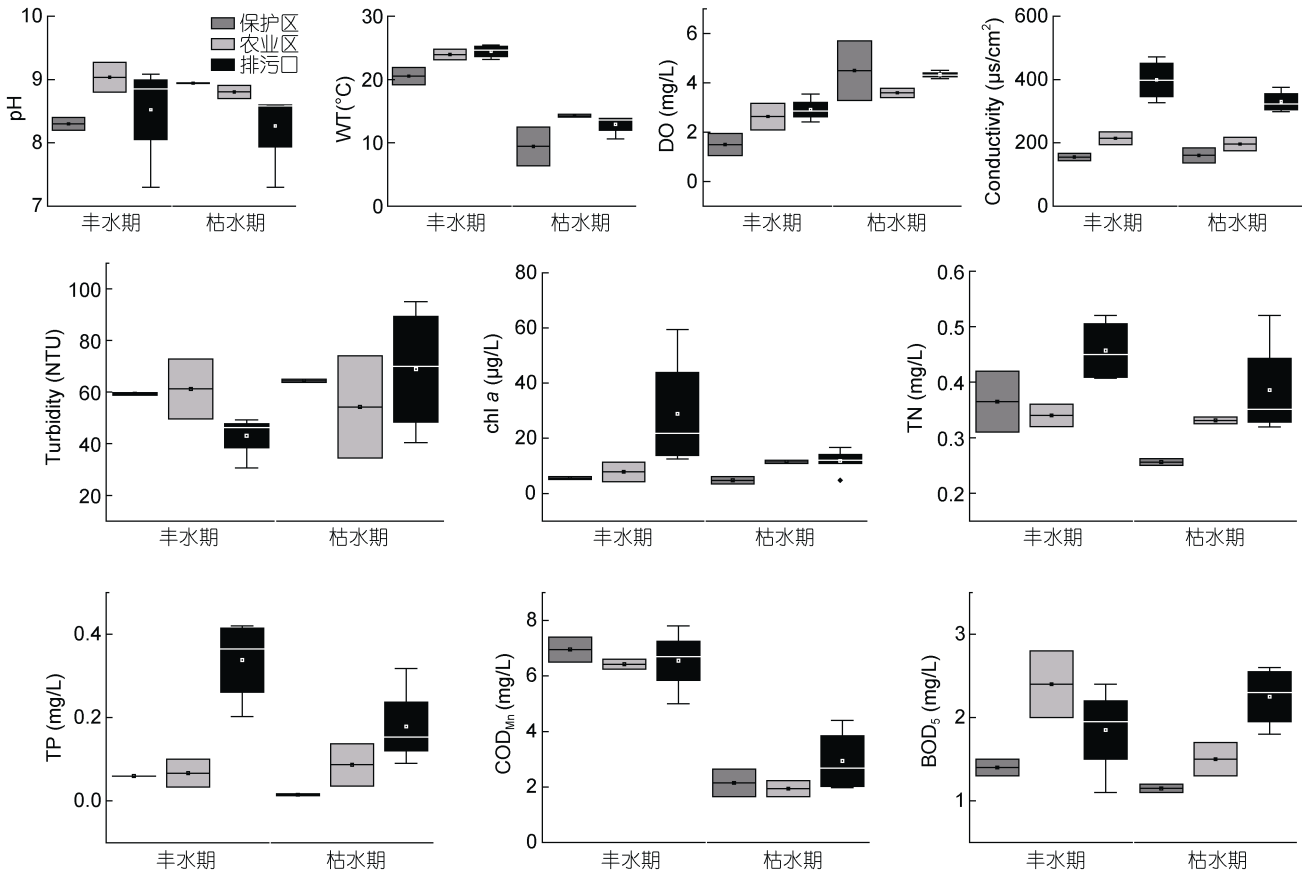 10
9
8
7
pH
保护区
农业区
排污口
丰水期 枯水期
30
20
10
0
WT(°C)
丰水期 枯水期
6
4
2
0
DO (mg/L)
丰水期 枯水期
600
400
200
0
Conductivity (μs/cm²)
丰水期 枯水期
100
80
60
40
20
Turbidity (NTU)
丰水期 枯水期
80
60
40
20
0
chl a (μg/L)
丰水期 枯水期
0.6
0.5
0.4
0.3
0.2
TN (mg/L)
丰水期 枯水期
0.4
0.2
0.0
TP (mg/L)
丰水期 枯水期
8
6
4
2
0
CODMn (mg/L)
丰水期 枯水期
3
2
1
BOD5 (mg/L)
丰水期 枯水期